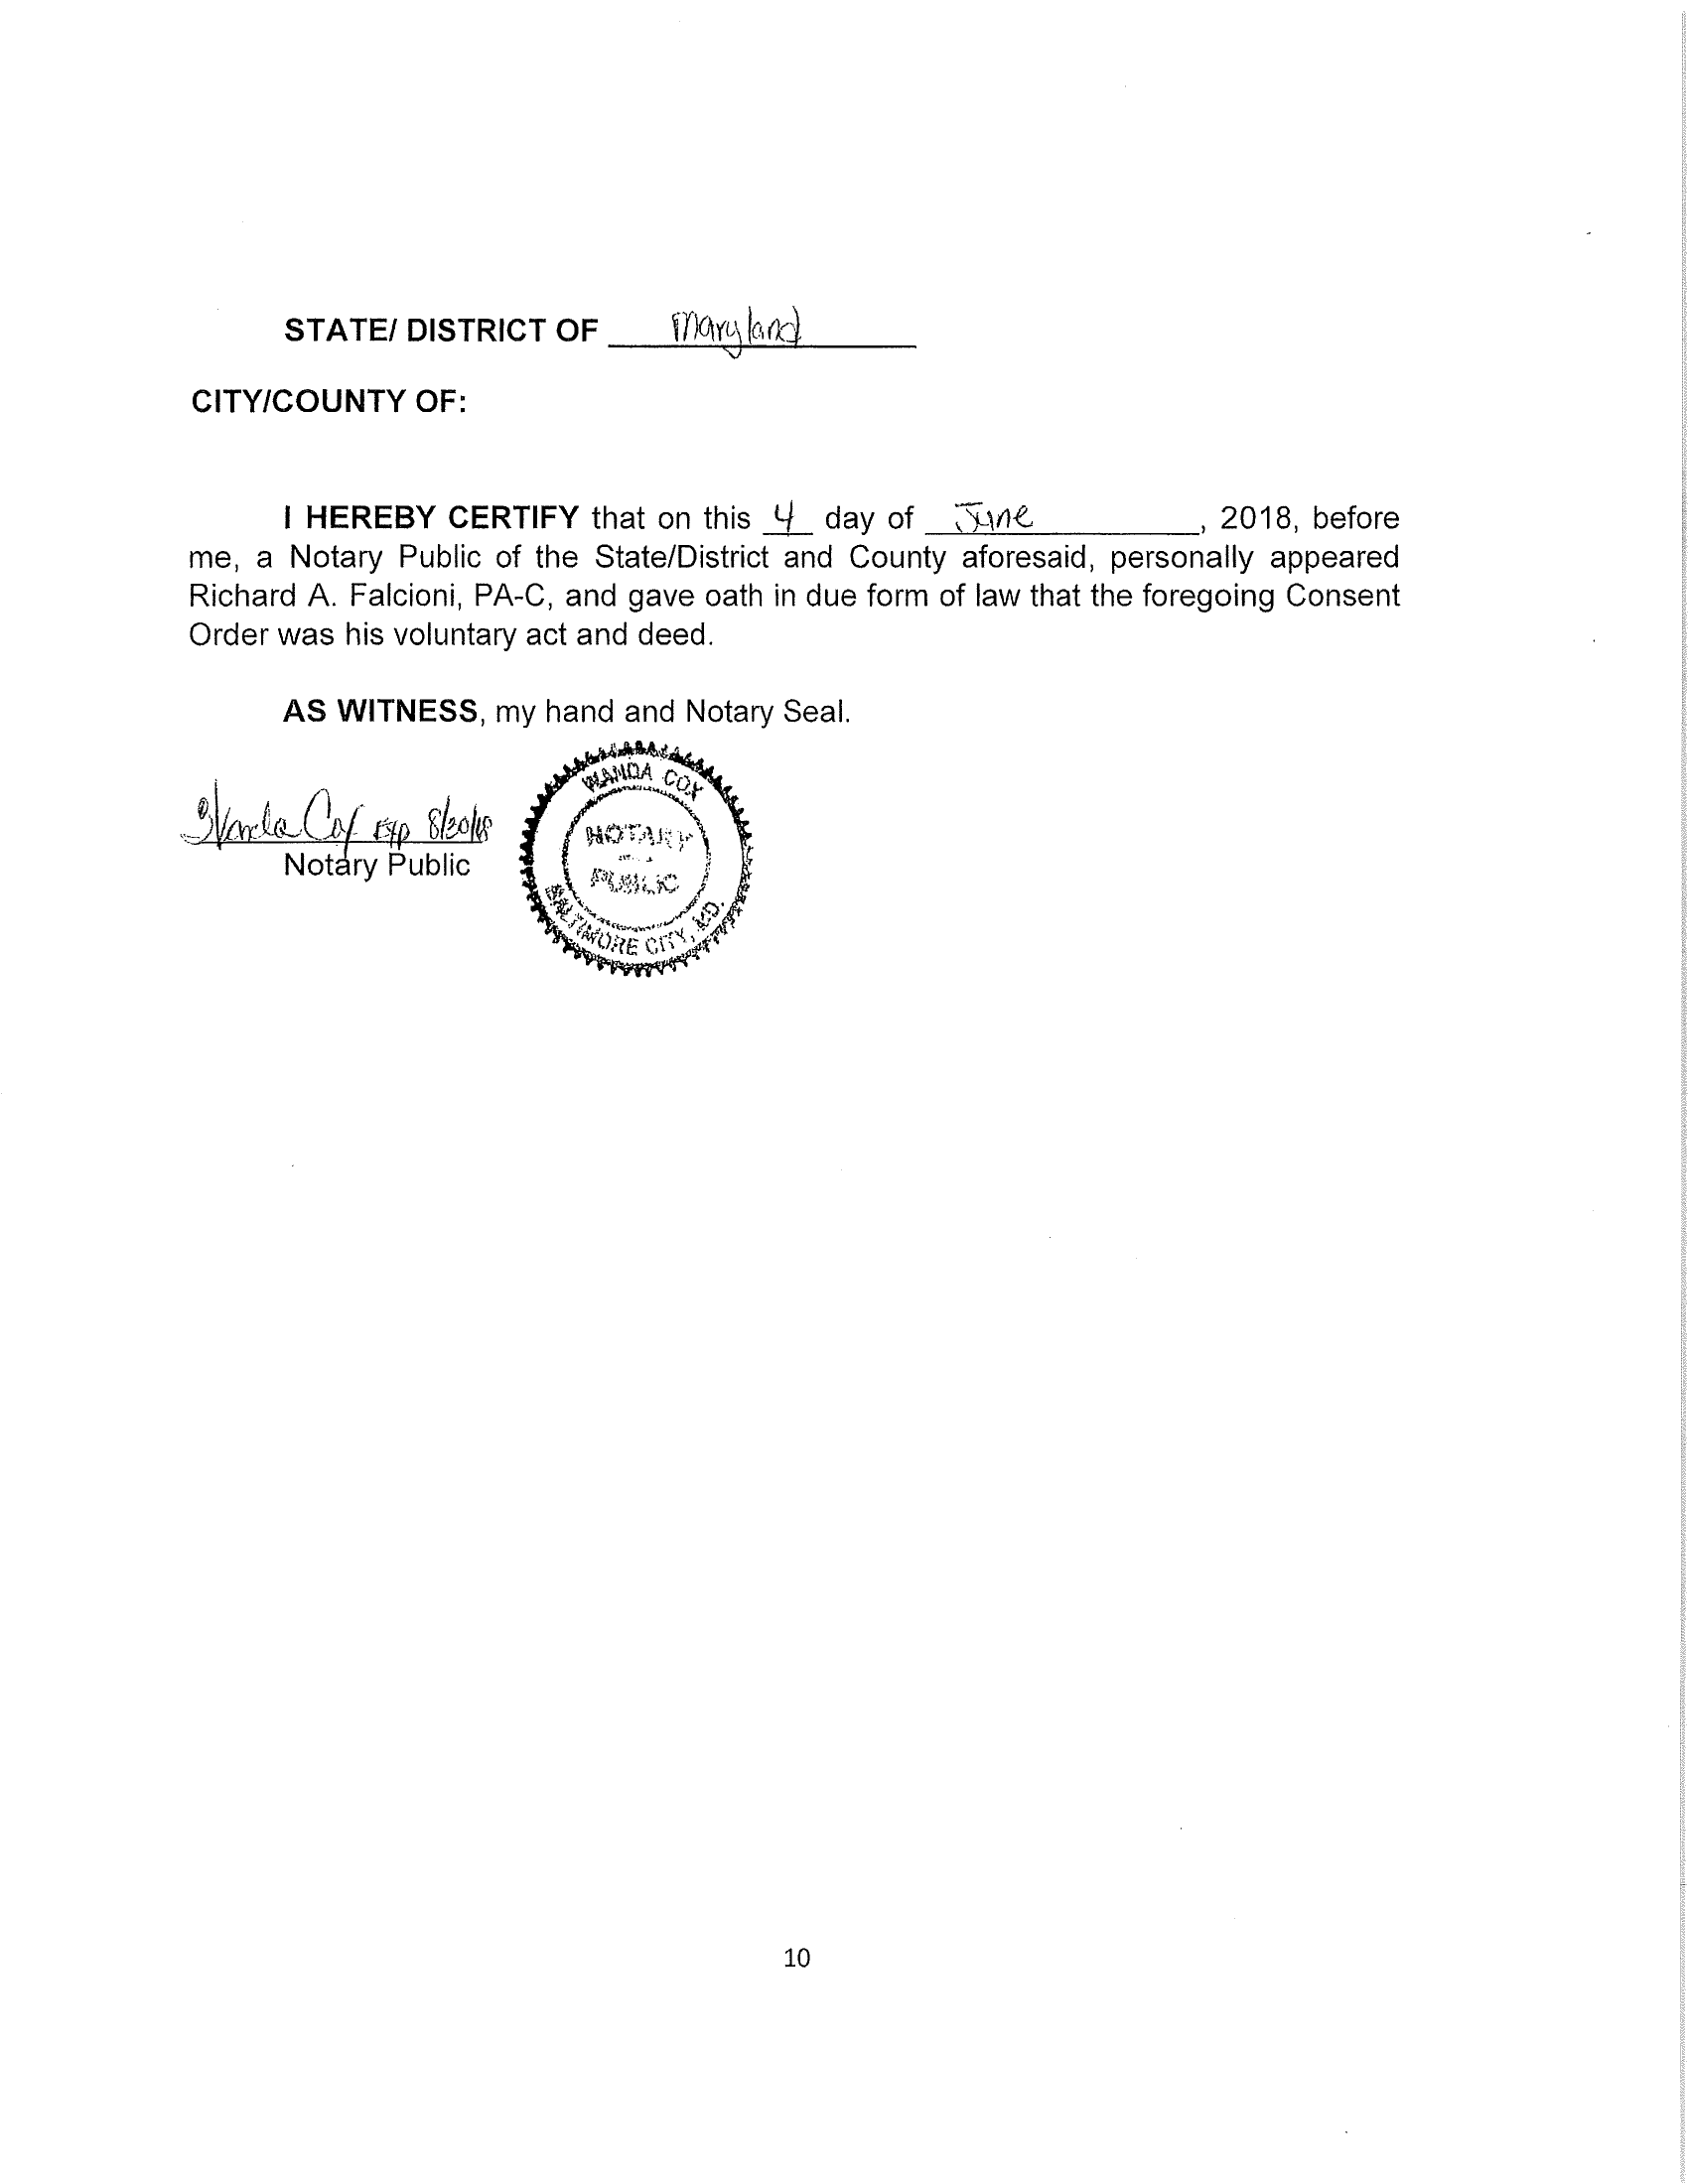 STATE/ DISTRICT OF Maryland
CITY/COUNTY OF:
I HEREBY CERTIFY that on this 4 day of June, 2018, before
me, a Notary Public of the State/District and County aforesaid, personally appeared
Richard A. Falcioni, PA-C, and gave oath in due form of law that the foregoing Consent
Order was his voluntary act and deed.
AS WITNESS, my hand and Notary Seal.
Wanda Cox Exp 8/20/18
Notary Public
WANDA COX
NOTARY
PUBLIC
BALTIMORE CITY, MD.
10